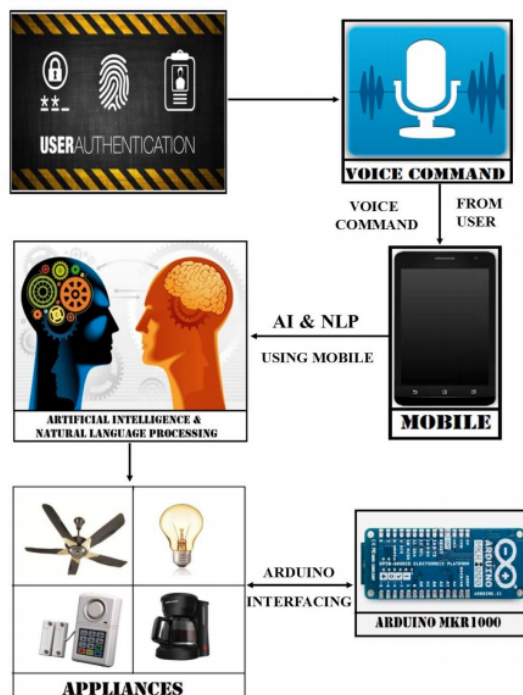 USERAUTHENTICATION
VOICE COMMAND
VOICE
COMMAND
FROM
USER
AI & NLP
USING MOBILE
MOBILE
ARTIFICIAL INTELLIGENCE &
NATURAL LANGUAGE PROCESSING
ARDUINO
INTERFACING
ARDUINO MKR1000
APPLIANCES